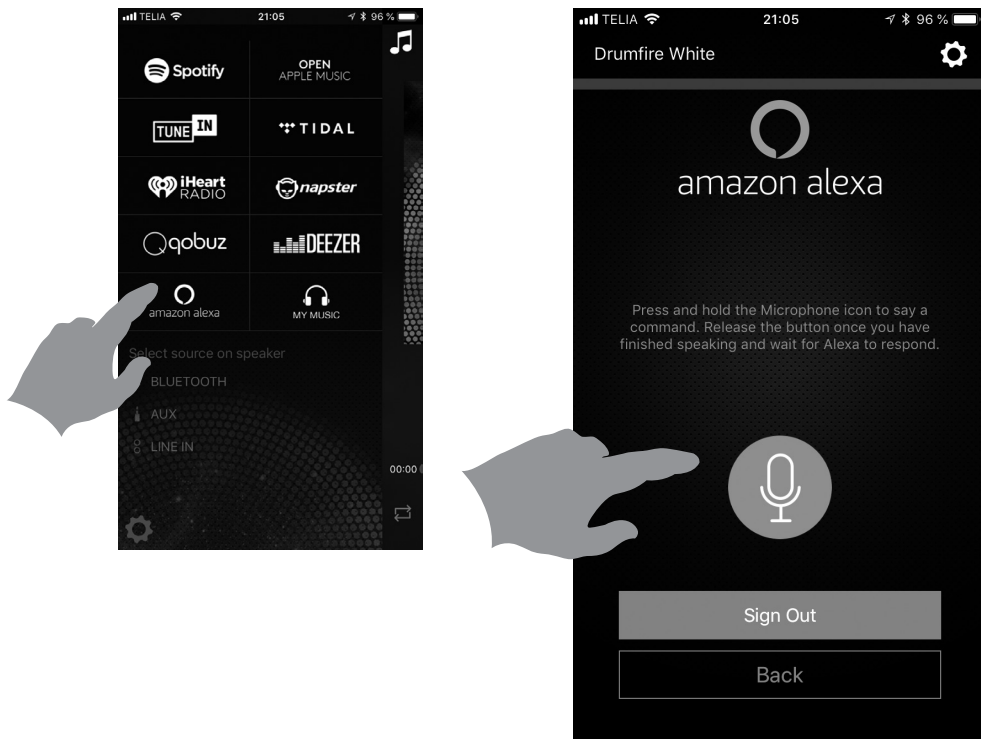 TELIA 21:05 96 %
Spotify
OPEN
APPLE MUSIC
TUNE IN
TIDAL
iHeart
RADIO
napster
qobuz
DEEZER
amazon alexa
MY MUSIC
Select source on speaker
BLUETOOTH
AUX
LINE IN
00:00
TELIA 21:05 96 %
Drumfire White
amazon alexa
Press and hold the Microphone icon to say a
command. Release the button once you have
finished speaking and wait for Alexa to respond.
Sign Out
Back